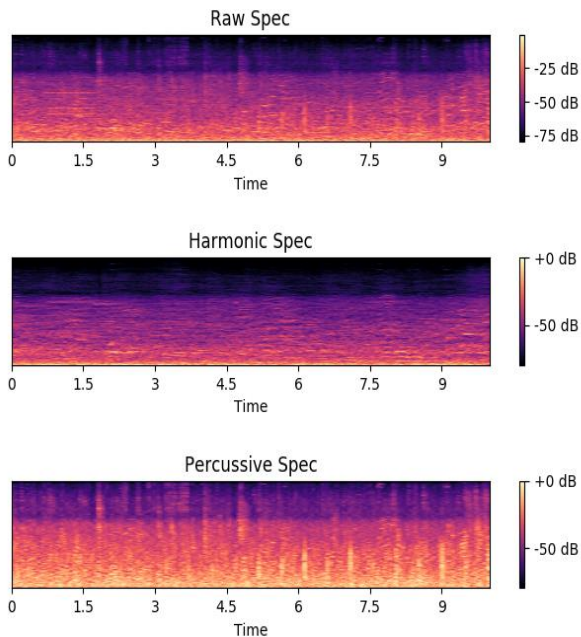 Raw Spec
-25 dB
-50 dB
-75 dB
0 1.5 3 4.5 6 7.5 9
Time
Harmonic Spec
+0 dB
-50 dB
0 1.5 3 4.5 6 7.5 9
Time
Percussive Spec
+0 dB
-50 dB
0 1.5 3 4.5 6 7.5 9
Time